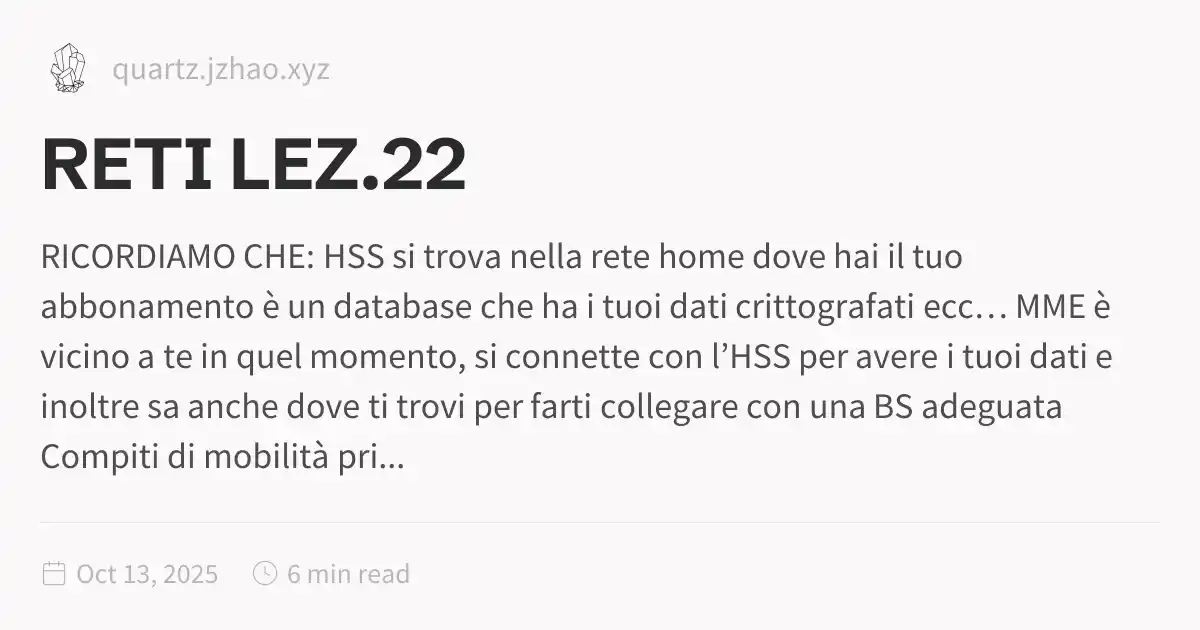 quartz.jzhao.xyz
RETI LEZ.22
RICORDIAMO CHE: HSS si trova nella rete home dove hai il tuo
abbonamento è un database che ha i tuoi dati crittografati ecc… MME è
vicino a te in quel momento, si connette con l’HSS per avere i tuoi dati e
inoltre sa anche dove ti trovi per farti collegare con una BS adeguata
Compiti di mobilità pri...
Oct 13, 2025 6 min read